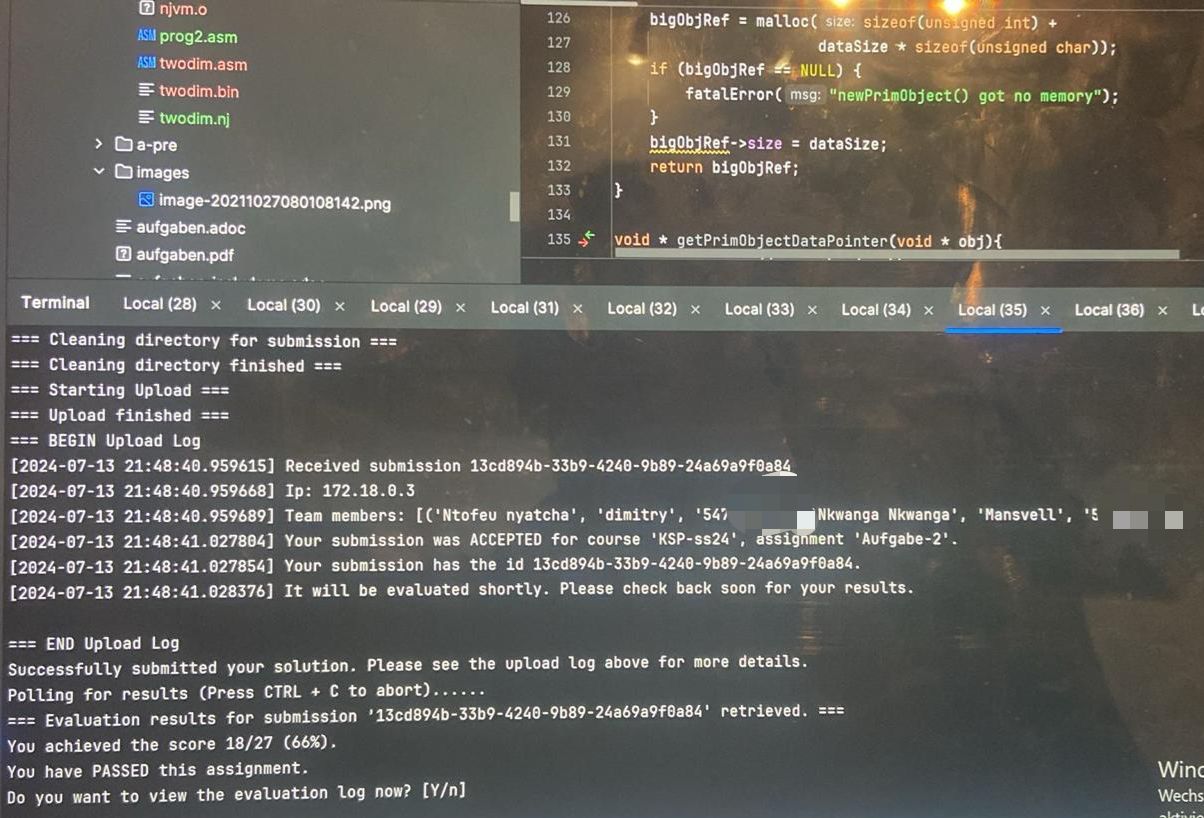 njvm.o
ASM prog2.asm
ASM twodim.asm
twodim.bin
twodim.nj
a-pre
images
image-20211027080108142.png
aufgaben.adoc
aufgaben.pdf
126 bigObjRef = malloc( size: sizeof(unsigned int) +
127 dataSize * sizeof(unsigned char));
128 if (bigObjRef == NULL) {
129 fatalError( msg: "newPrimObject() got no memory");
130 }
131 bigObjRef->size = dataSize;
132 return bigObjRef;
133 }
134
135 void * getPrimObjectDataPointer(void * obj){
Terminal Local (28) × Local (30) × Local (29) × Local (31) × Local (32) × Local (33) × Local (34) × Local (35) × Local (36) ×
=== Cleaning directory for submission ===
=== Cleaning directory finished ===
=== Starting Upload ===
=== Upload finished ===
=== BEGIN Upload Log
[2024-07-13 21:48:40.959615] Received submission 13cd894b-33b9-4240-9b89-24a69a9f0a84
[2024-07-13 21:48:40.959668] Ip: 172.18.0.3
[2024-07-13 21:48:40.959689] Team members: [('Ntofeu nyatcha', 'dimitry', '547 Nkwanga Nkwanga', 'Mansvell', '5
[2024-07-13 21:48:41.027804] Your submission was ACCEPTED for course 'KSP-ss24', assignment 'Aufgabe-2'.
[2024-07-13 21:48:41.027854] Your submission has the id 13cd894b-33b9-4240-9b89-24a69a9f0a84.
[2024-07-13 21:48:41.028376] It will be evaluated shortly. Please check back soon for your results.
=== END Upload Log
Successfully submitted your solution. Please see the upload log above for more details.
Polling for results (Press CTRL + C to abort)......
=== Evaluation results for submission '13cd894b-33b9-4240-9b89-24a69a9f0a84' retrieved. ===
You achieved the score 18/27 (66%).
You have PASSED this assignment.
Do you want to view the evaluation log now? [Y/n]
Wind
Wechs